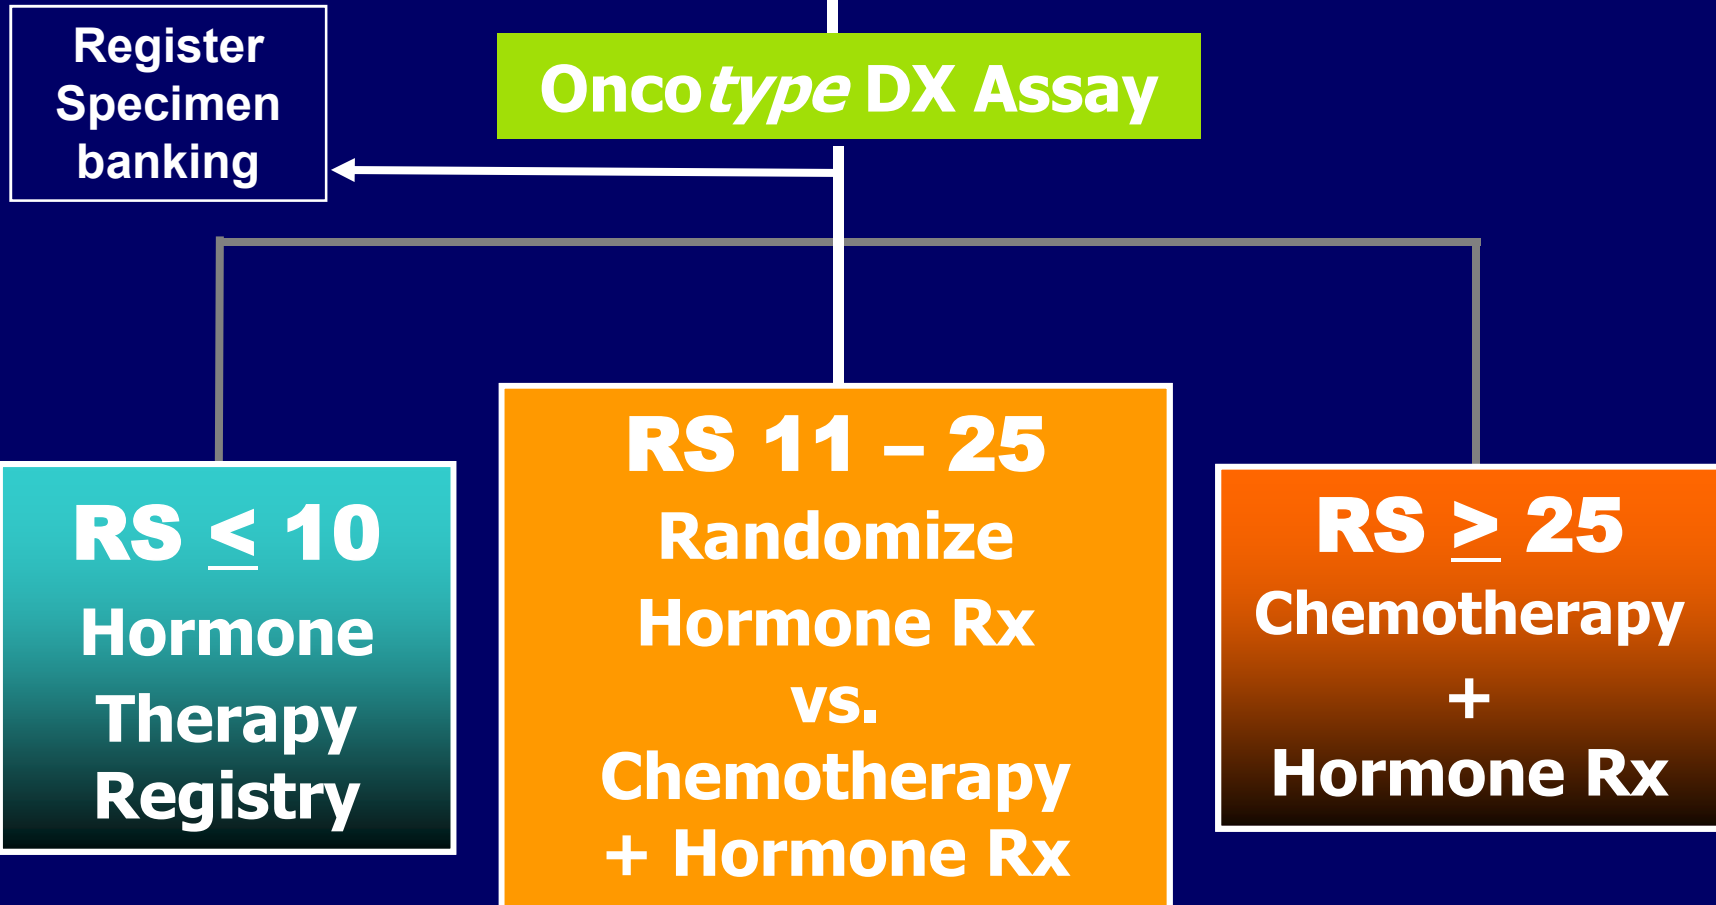 Register
Specimen
banking
Oncotype DX Assay
RS ≤ 10
Hormone
Therapy
Registry
RS 11 – 25
Randomize
Hormone Rx
vs.
Chemotherapy
+ Hormone Rx
RS ≥ 25
Chemotherapy
+
Hormone Rx